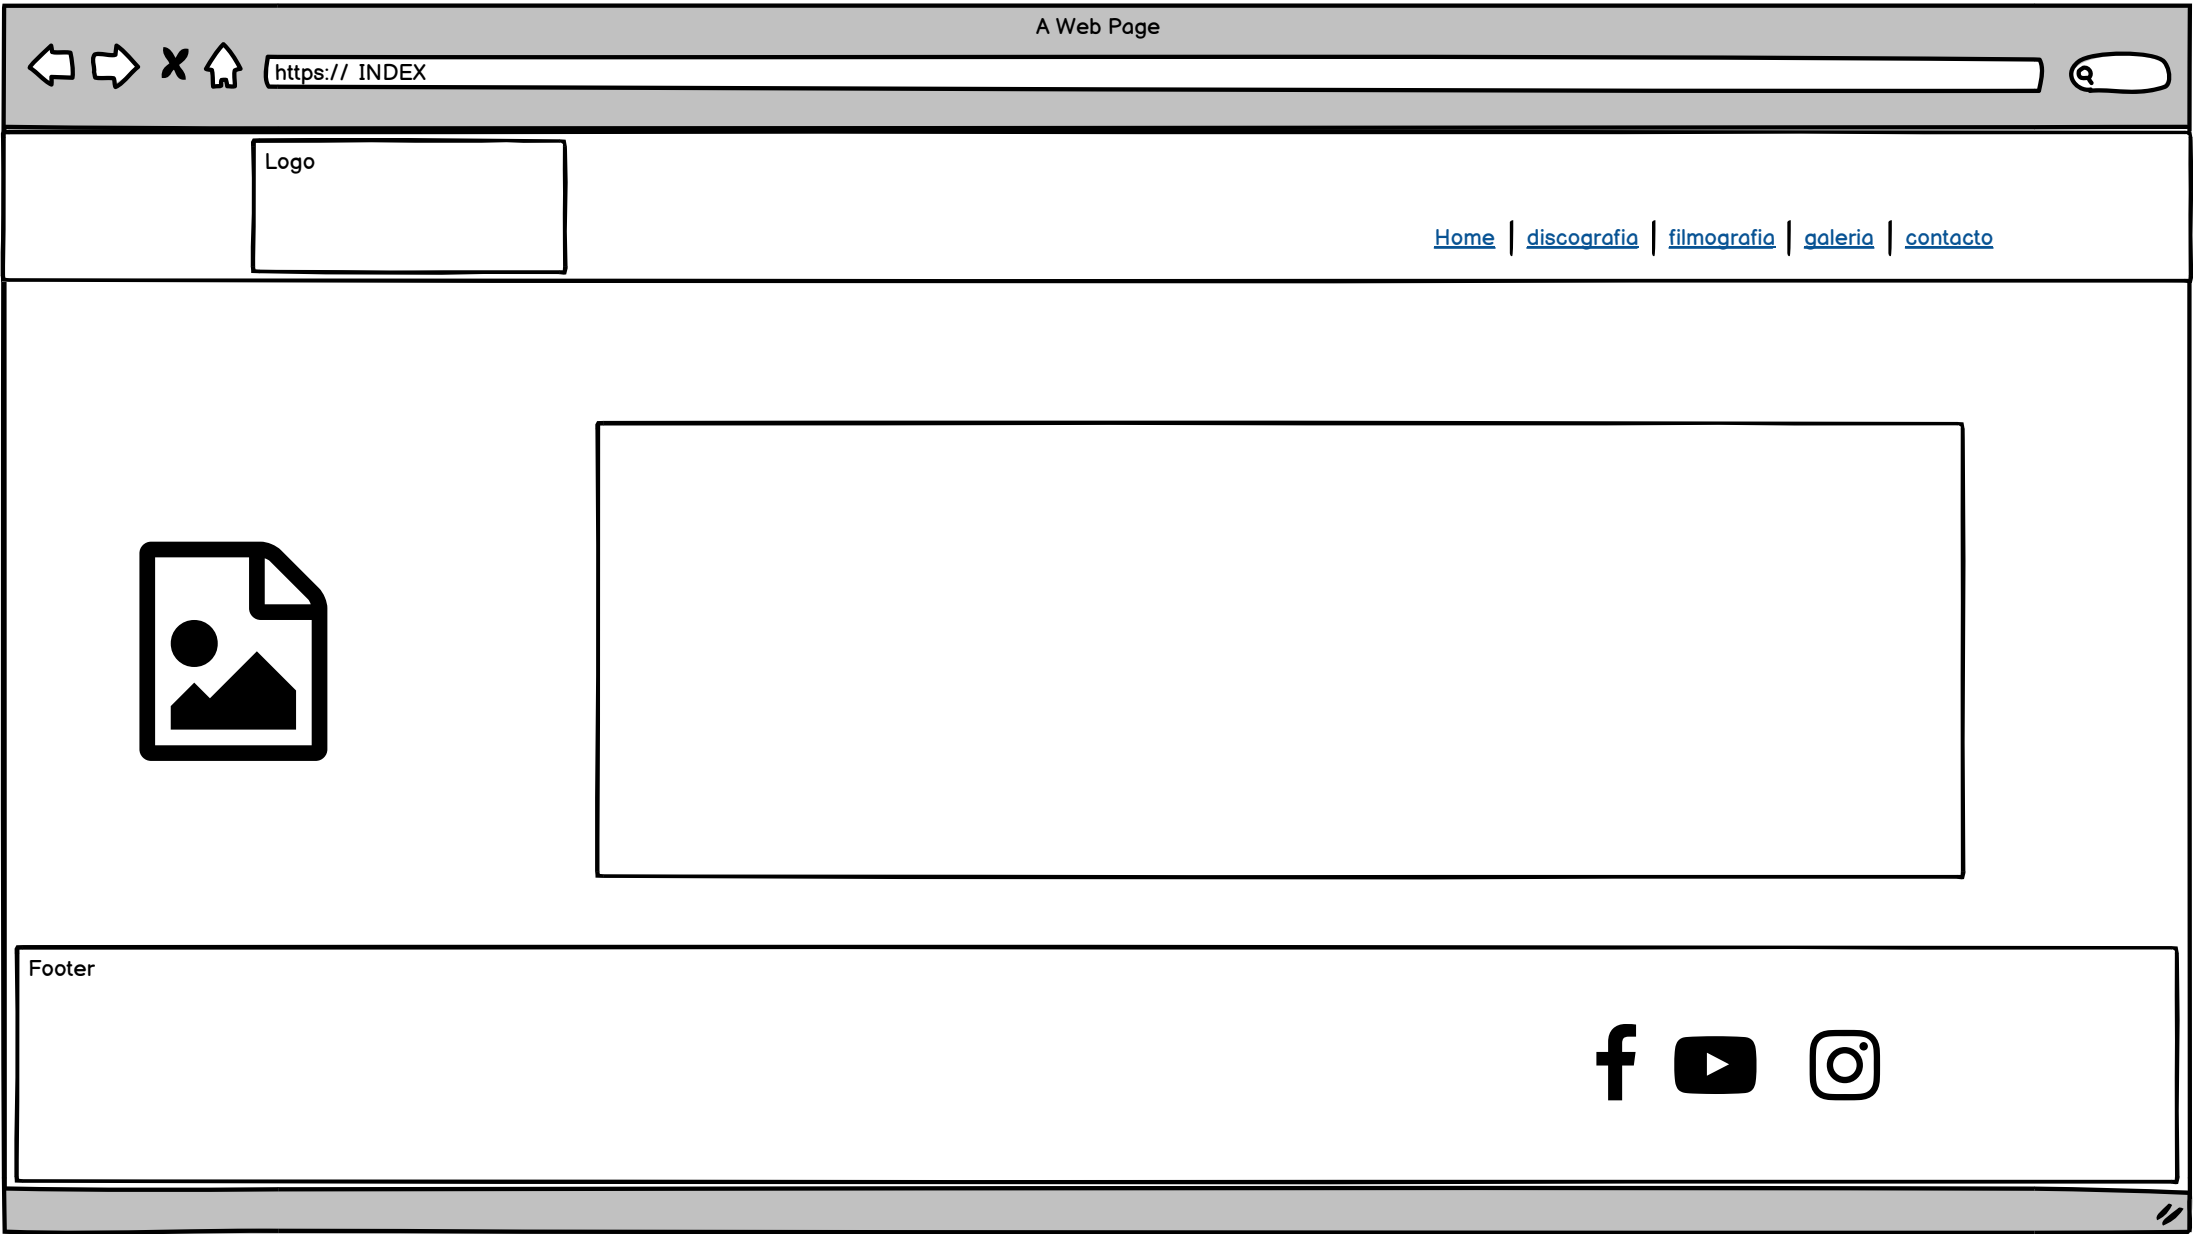 A Web Page
https:// INDEX
Logo
Home discografia filmografia galeria contacto
Footer